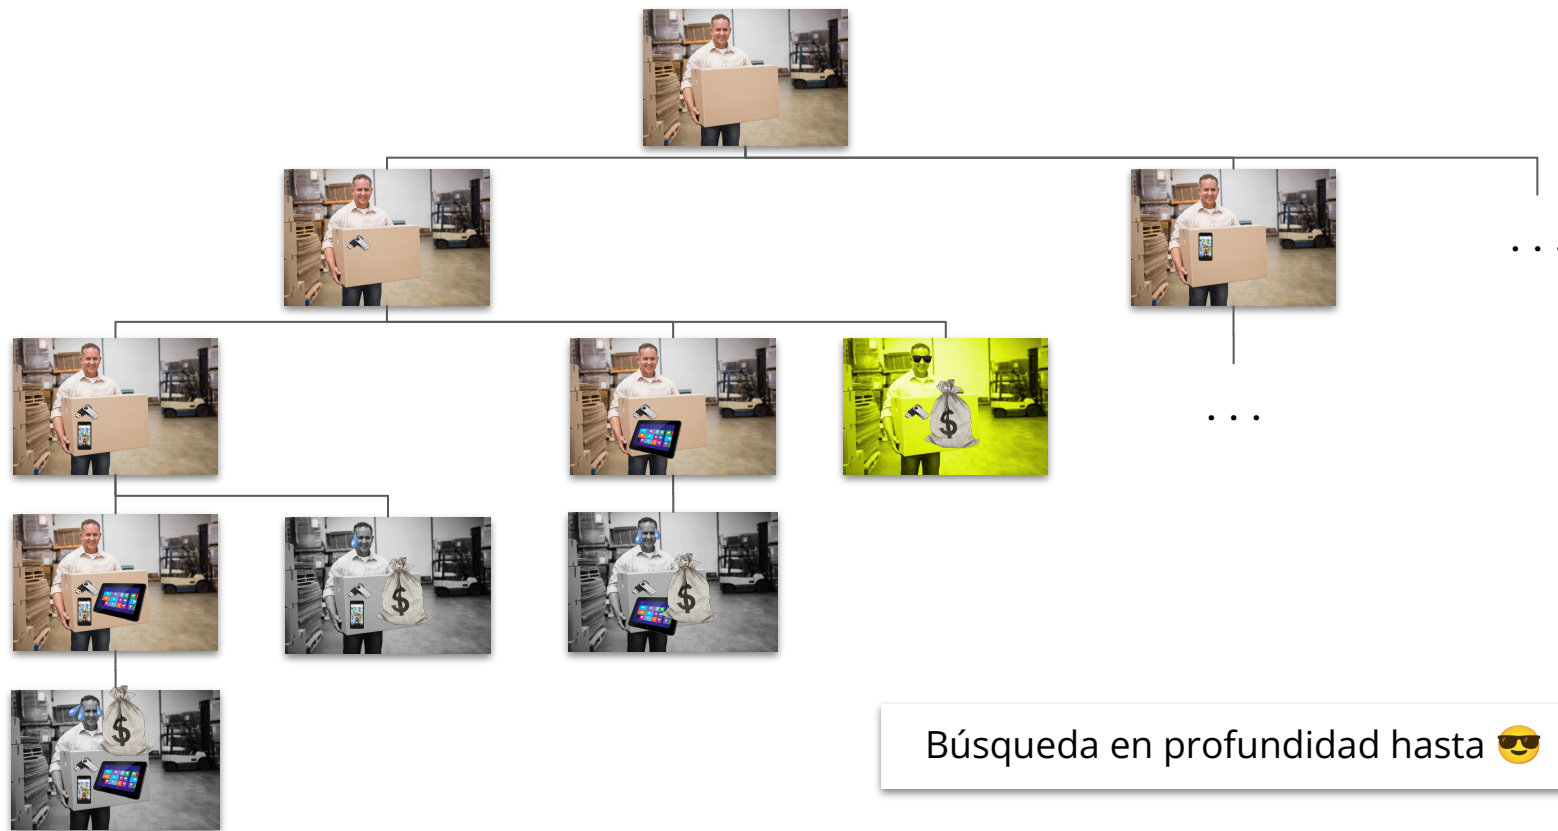 . . .
. . .
$
$
$
$
Búsqueda en profundidad hasta 😎